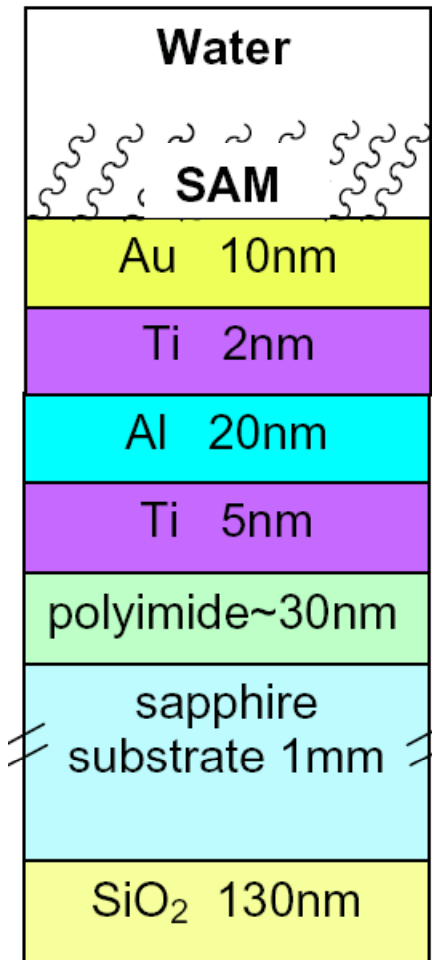 Water
SAM
Au 10nm
Ti 2nm
Al 20nm
Ti 5nm
polyimide~30nm
sapphire
substrate 1mm
SiO₂ 130nm